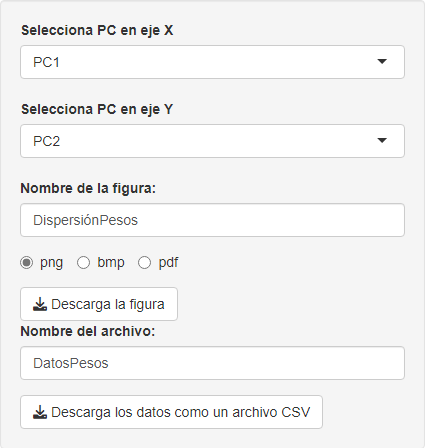 Selecciona PC en eje X
PC1
Selecciona PC en eje Y
PC2
Nombre de la figura:
DispersiónPesos
png bmp pdf
Descarga la figura
Nombre del archivo:
DatosPesos
Descarga los datos como un archivo CSV